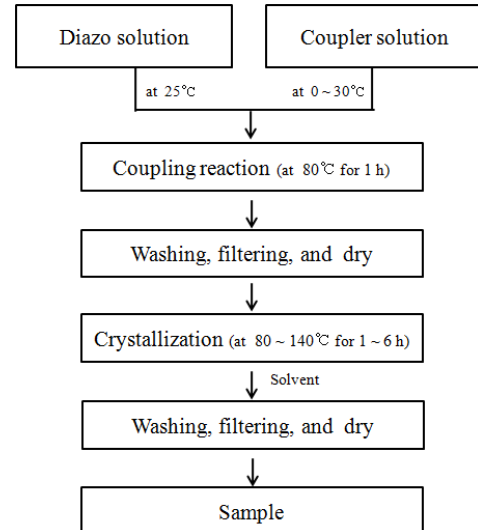 Diazo solution
Coupler solution
at 25℃
at 0 ~ 30℃
Coupling reaction (at 80℃ for 1 h)
Washing, filtering, and dry
Crystallization (at 80 ~ 140℃ for 1 ~ 6 h)
Solvent
Washing, filtering, and dry
Sample